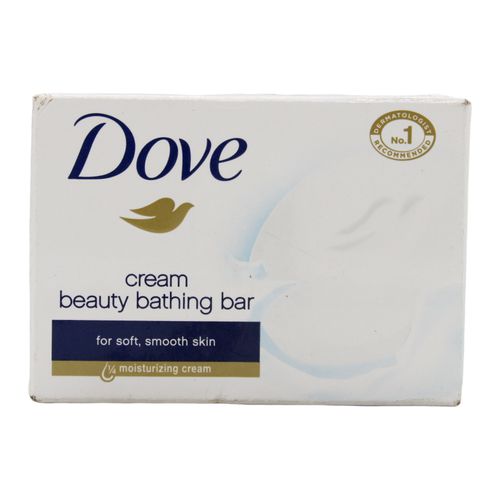 Dove
DERMATOLOGIST
No.1
RECOMMENDED
cream
beauty bathing bar
for soft, smooth skin
¼ moisturizing cream